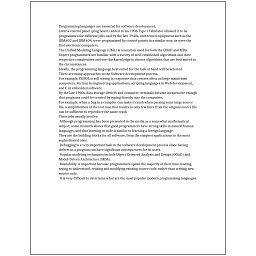 Programming languages are essential for software development.
Later a control panel (plug board) added to his 1906 Type I Tabulator allowed it to be
programmed for different jobs, and by the late 1940s, unit record equipment such as the
IBM 602 and IBM 604, were programmed by control panels in a similar way, as were the
first electronic computers.
The Unified Modeling Language (UML) is a notation used for both the OOAD and MDA.
Expert programmers are familiar with a variety of well-established algorithms and their
respective complexities and use this knowledge to choose algorithms that are best suited to
the circumstances.
Ideally, the programming language best suited for the task at hand will be selected.
There are many approaches to the Software development process.
For example, COBOL is still strong in corporate data centers often on large mainframe
computers, Fortran in engineering applications, scripting languages in Web development,
and C in embedded software.
By the late 1960s, data storage devices and computer terminals became inexpensive enough
that programs could be created by typing directly into the computers.
For example, when a bug in a compiler can make it crash when parsing some large source
file, a simplification of the test case that results in only few lines from the original source file
can be sufficient to reproduce the same crash.
Their jobs usually involve:
Although programming has been presented in the media as a somewhat mathematical
subject, some research shows that good programmers have strong skills in natural human
languages, and that learning to code is similar to learning a foreign language.
They are the building blocks for all software, from the simplest applications to the most
sophisticated ones.
Debugging is a very important task in the software development process since having
defects in a program can have significant consequences for its users.
Popular modeling techniques include Object-Oriented Analysis and Design (OOAD) and
Model-Driven Architecture (MDA).
Readability is important because programmers spend the majority of their time reading,
trying to understand, reusing and modifying existing source code, rather than writing new
source code.
It is very difficult to determine what are the most popular modern programming languages.